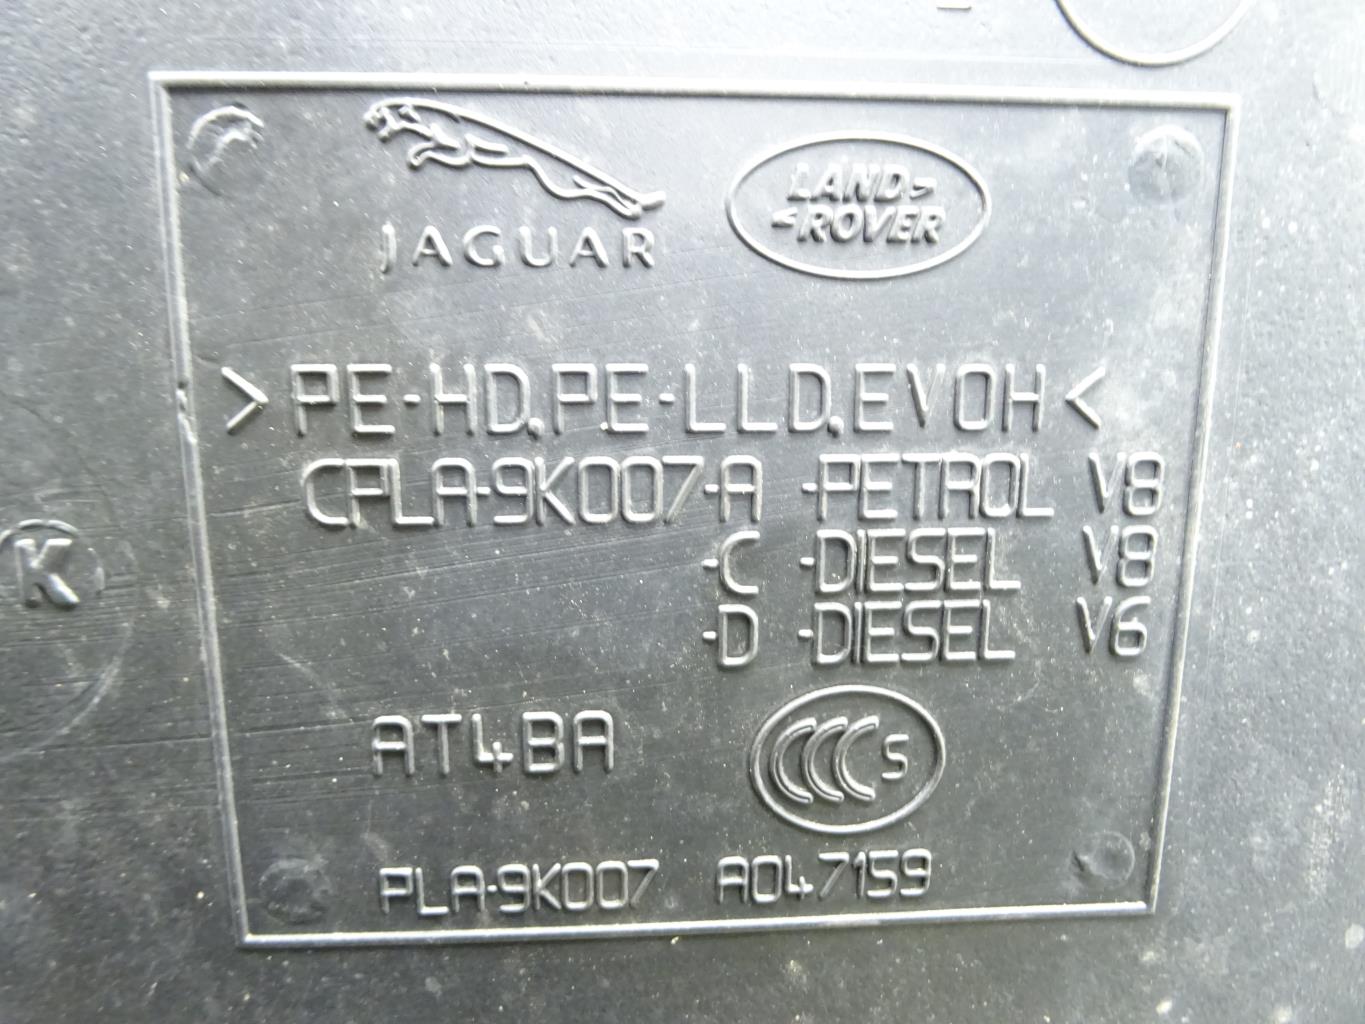 JAGUAR
LAND
ROVER
>PE-HD,PE-LLD,EVOH<
CPLA-9K007-A -PETROL V8
-C -DIESEL V8
-D -DIESEL V6
K
AT4BA
CCC S
PLA-9K007 A047159